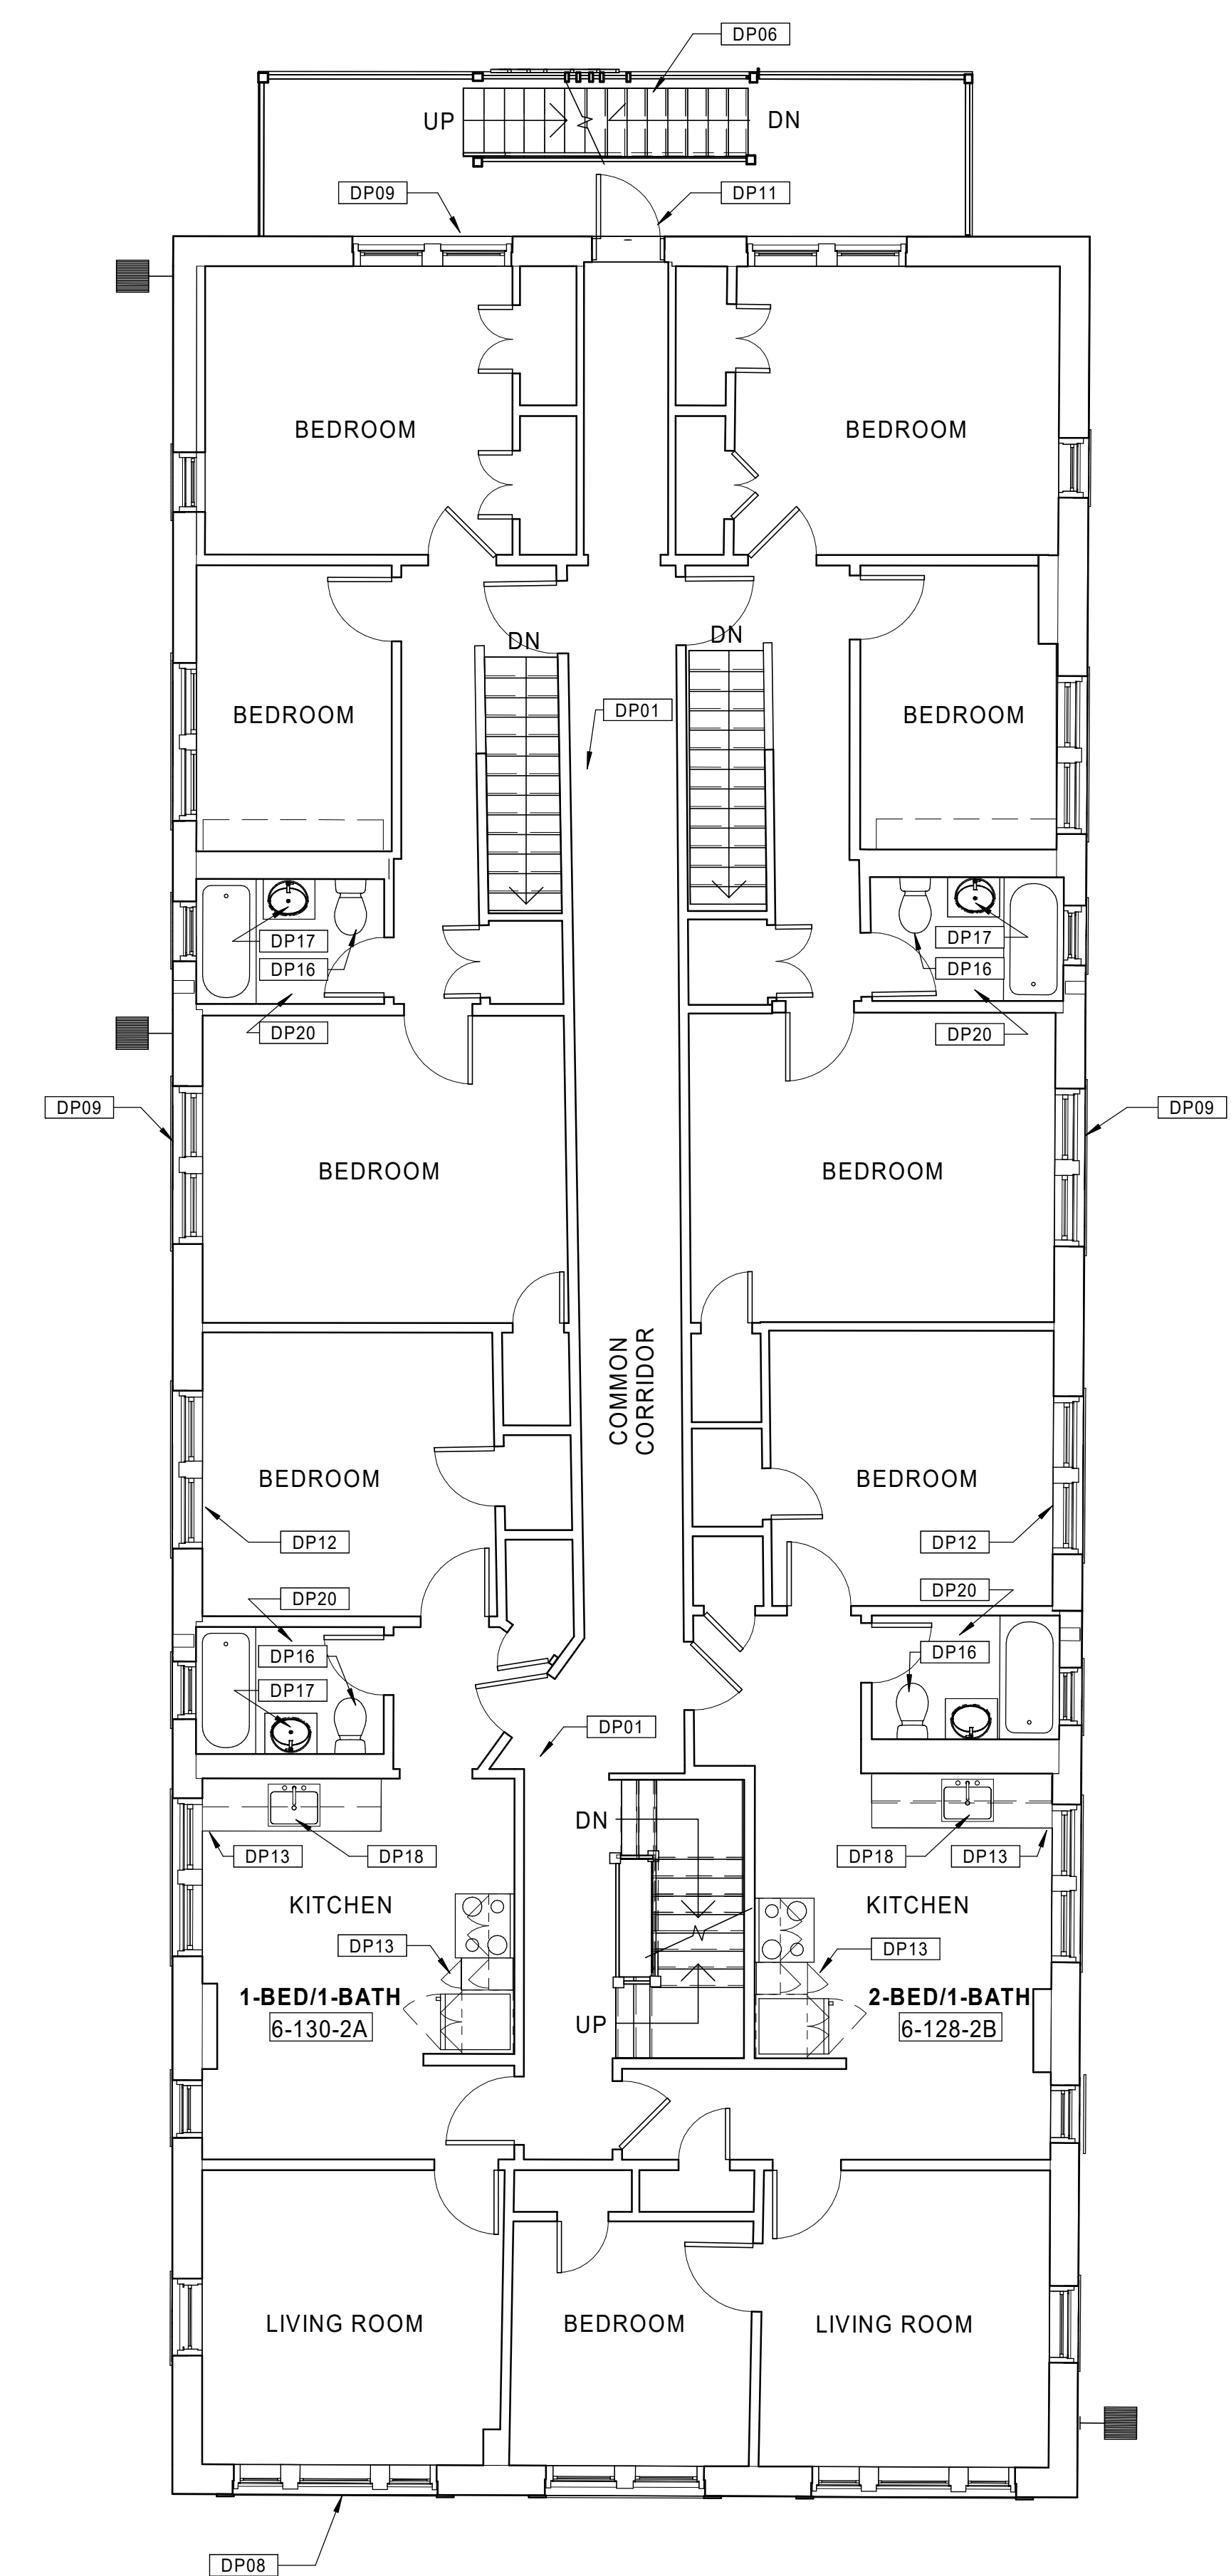 DP06
UP
DN
DP09
DP11
BEDROOM
BEDROOM
DN
DN
BEDROOM
DP01
BEDROOM
DP17
DP17
DP16
DP16
DP20
DP20
DP09
DP09
BEDROOM
BEDROOM
COMMON
CORRIDOR
BEDROOM
BEDROOM
DP12
DP12
DP20
DP20
DP16
DP16
DP17
DP01
DN
DP13
DP18
DP18
DP13
KITCHEN
KITCHEN
DP13
DP13
1-BED/1-BATH
6-130-2A
2-BED/1-BATH
6-128-2B
UP
LIVING ROOM
BEDROOM
LIVING ROOM
DP08